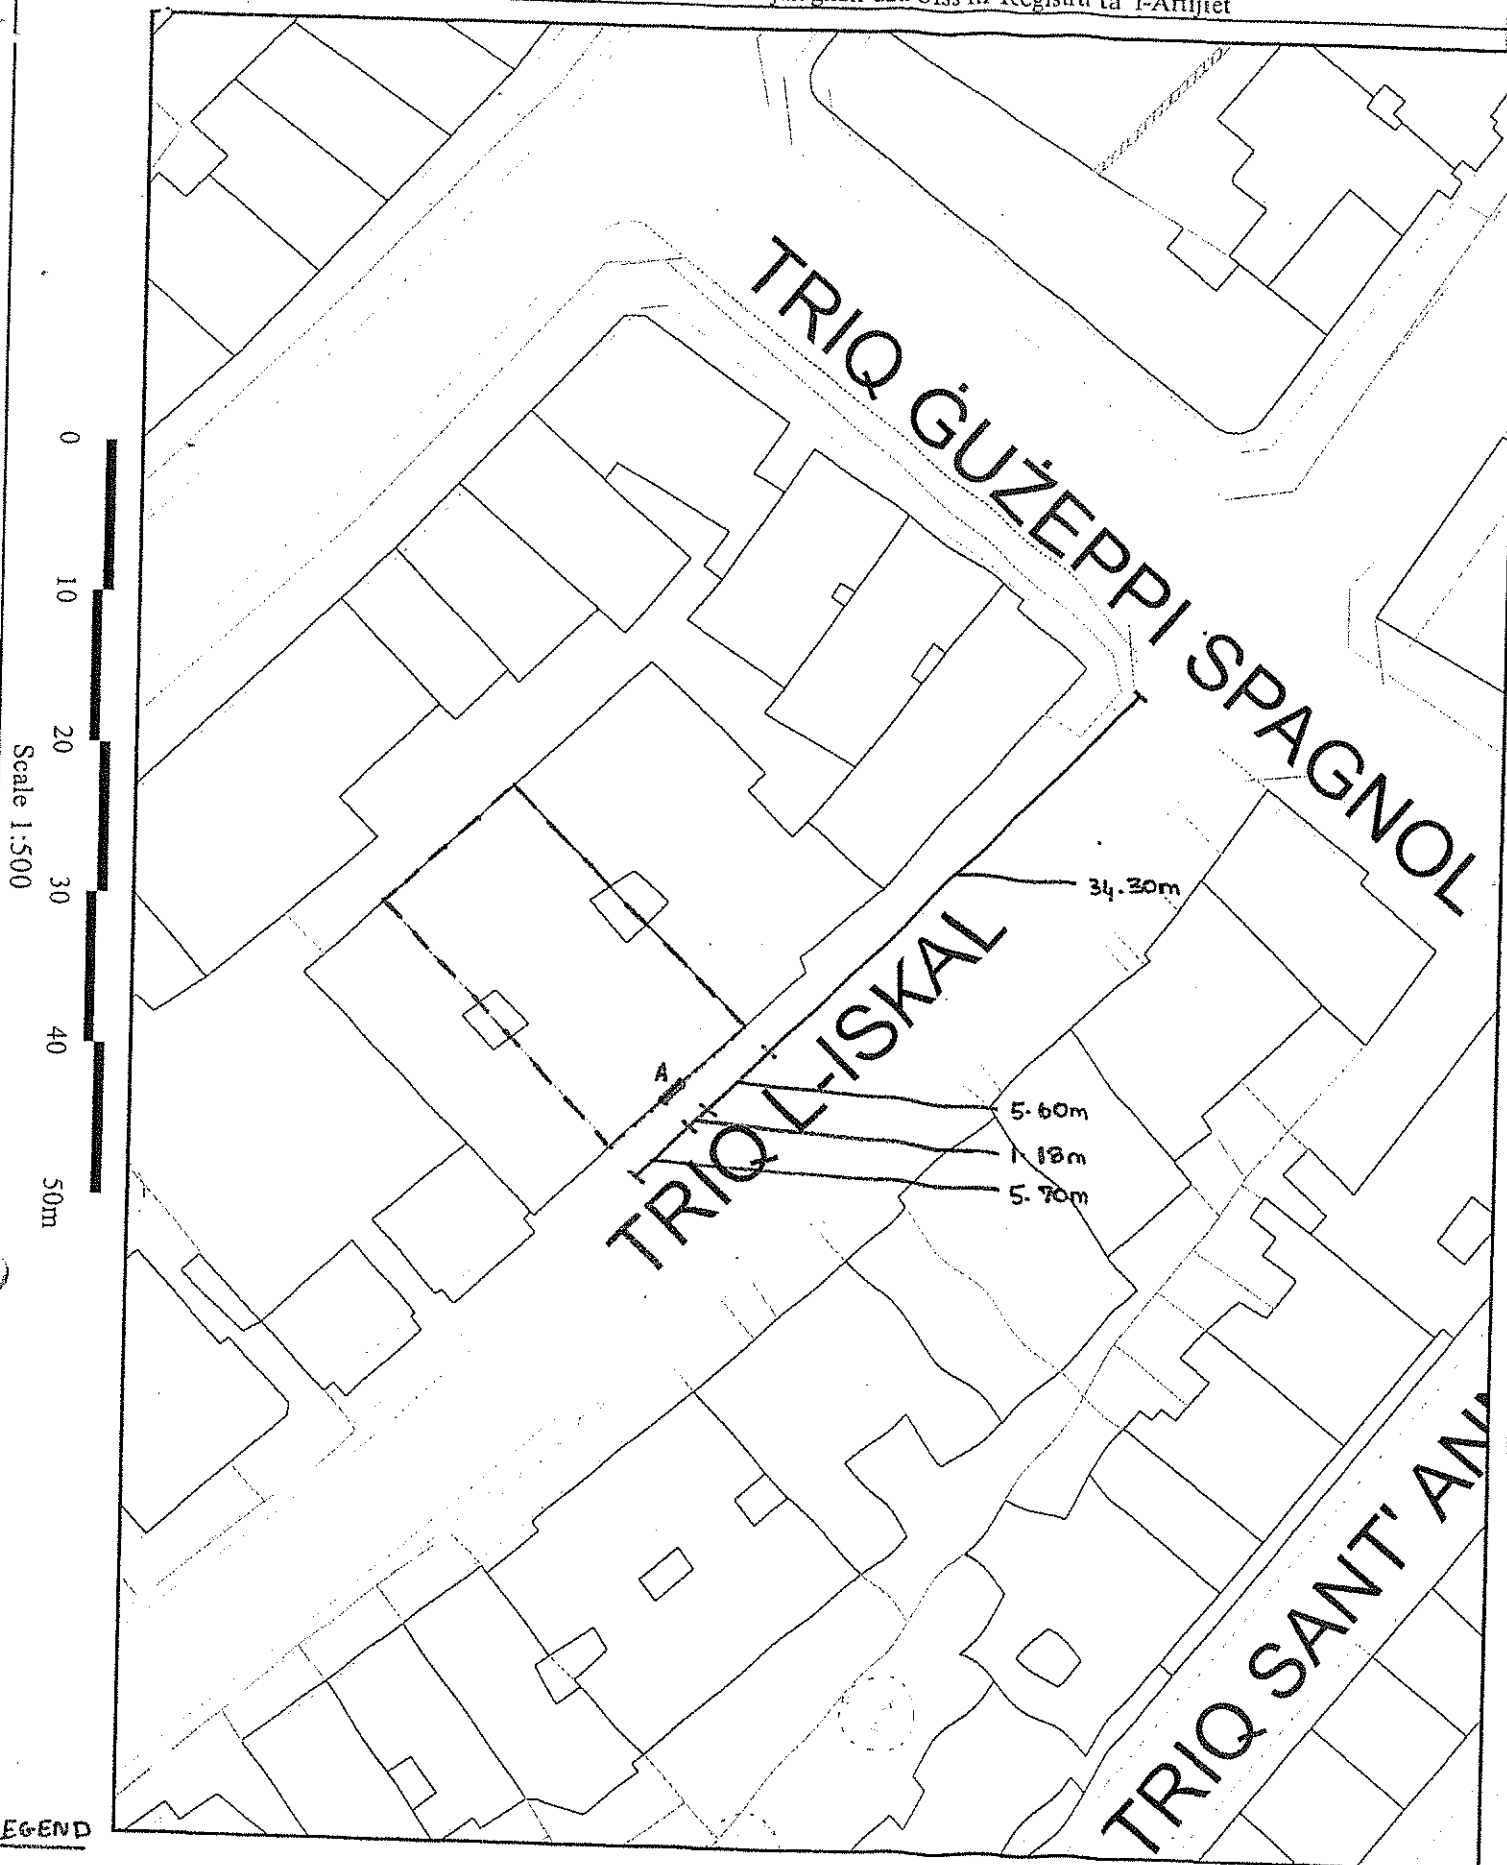 TRIQ ĠUŻEPPI SPAGNOL
34.30m
TRIQ L-ISKAL
A
5.60m
1.18m
5.70m
TRIQ SANT' AN
0
10
20
30
40
50m
Scale 1:500
EGEND